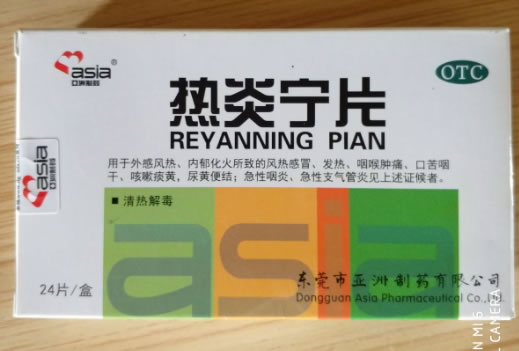 asia®
亚洲制药
OTC
热炎宁片
REYANNING PIAN
用于外感风热、内郁化火所致的风热感冒、发热、咽喉肿痛、口苦咽
干、咳嗽痰黄，尿黄便结；急性咽炎、急性支气管炎见上述证候者。
asia
■清热解毒
asia
东莞市亚洲制药有限公司
Dongguan Asia Pharmaceutical Co.,Ltd.
24片/盒